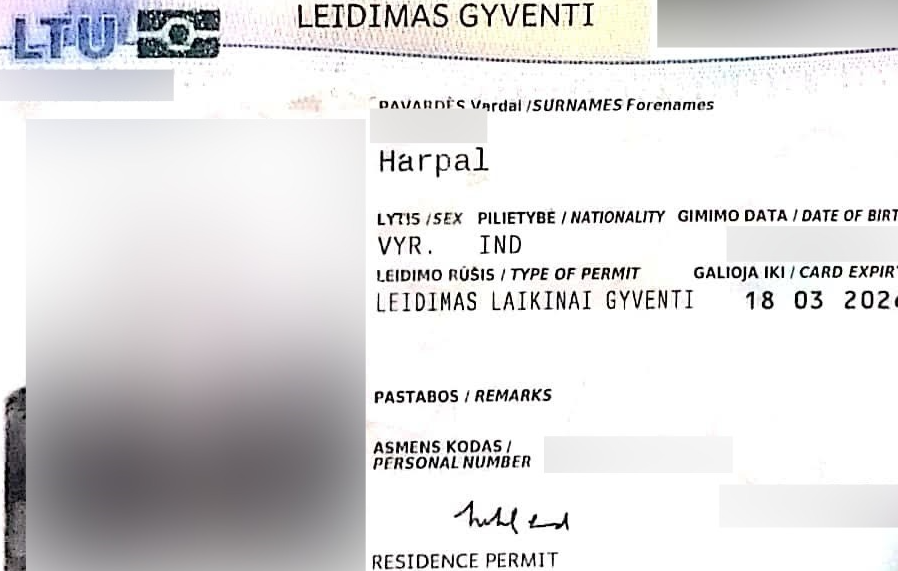 LEIDIMAS GYVENTI
LTU
PAVARDĖS Vardai / SURNAMES Forenames
Harpal
LYTIS / SEX PILIETYBĖ / NATIONALITY GIMIMO DATA / DATE OF BIRT
VYR. IND
LEIDIMO RŪŠIS / TYPE OF PERMIT GALIOJA IKI / CARD EXPIRY
LEIDIMAS LAIKINAI GYVENTI 18 03 202
PASTABOS / REMARKS
ASMENS KODAS /
PERSONAL NUMBER
RESIDENCE PERMIT